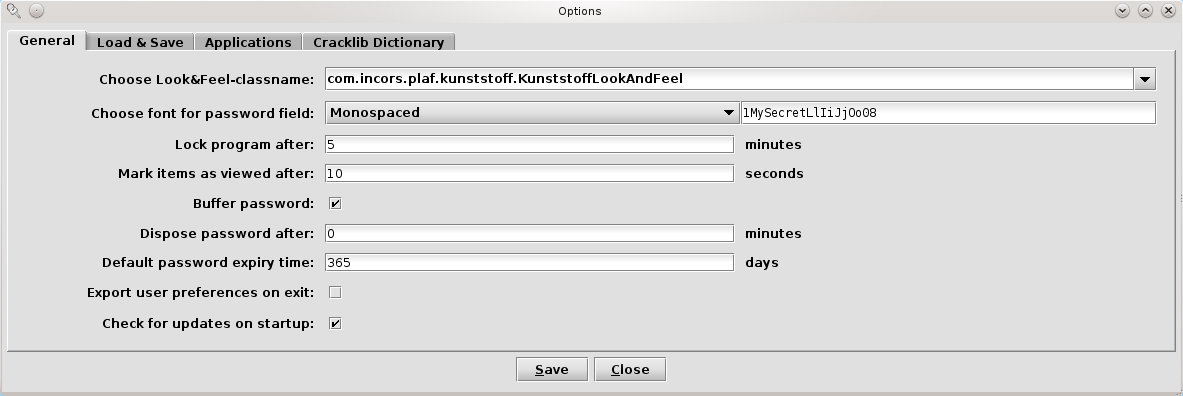 Options
General Load & Save Applications Cracklib Dictionary
Choose Look&Feel-classname: com.incors.plaf.kunststoff.KunststoffLookAndFeel
Choose font for password field: Monospaced 1MySecretLlIiJjOo08
Lock program after: 5 minutes
Mark items as viewed after: 10 seconds
Buffer password:
Dispose password after: 0 minutes
Default password expiry time: 365 days
Export user preferences on exit:
Check for updates on startup:
Save Close